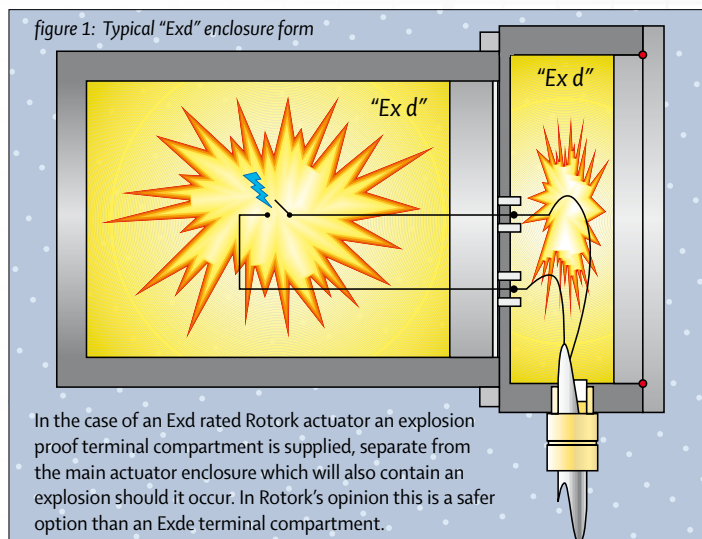 figure 1: Typical “Exd” enclosure form
“Ex d”
“Ex d”
In the case of an Exd rated Rotork actuator an explosion
proof terminal compartment is supplied, separate from
the main actuator enclosure which will also contain an
explosion should it occur. In Rotork’s opinion this is a safer
option than an Exde terminal compartment.